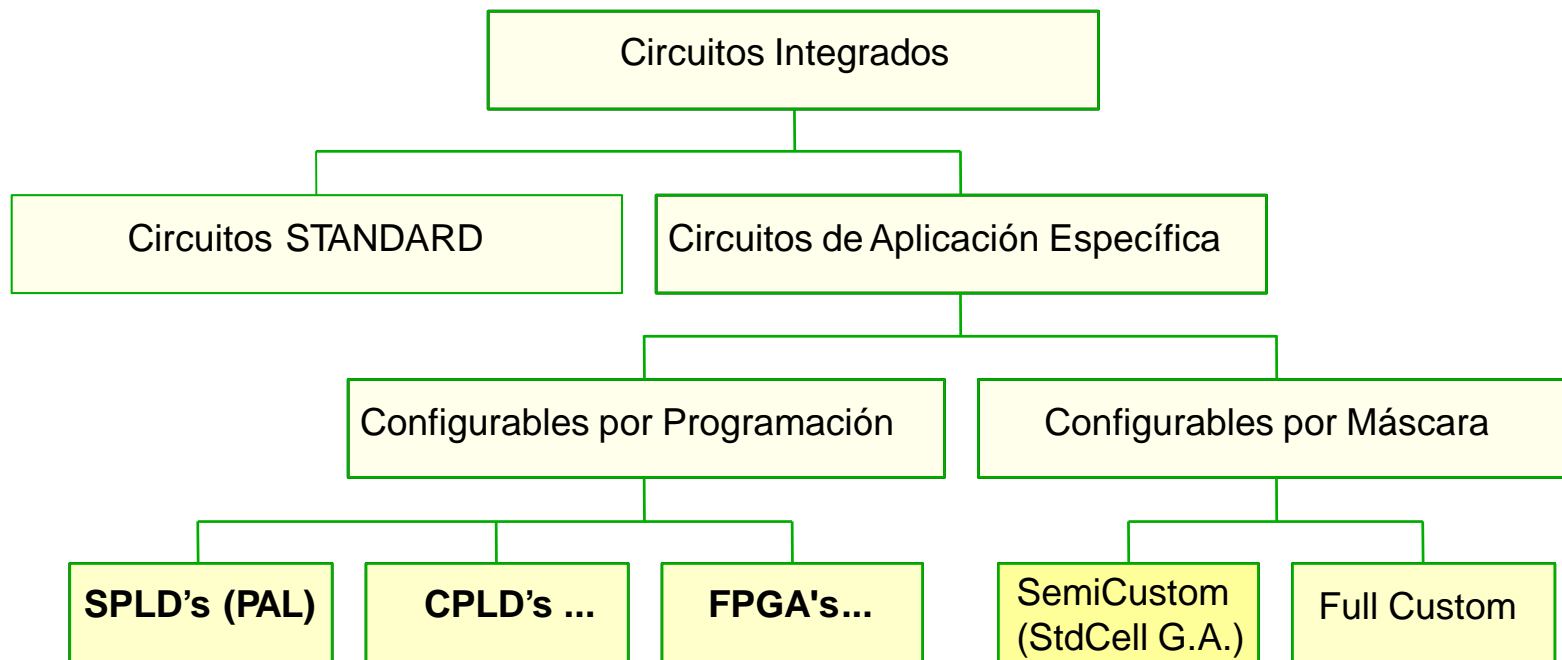 Circuitos Integrados
Circuitos STANDARD
Circuitos de Aplicación Específica
Configurables por Programación
Configurables por Máscara
SPLD’s (PAL)
CPLD’s ...
FPGA's...
SemiCustom
(StdCell G.A.)
Full Custom